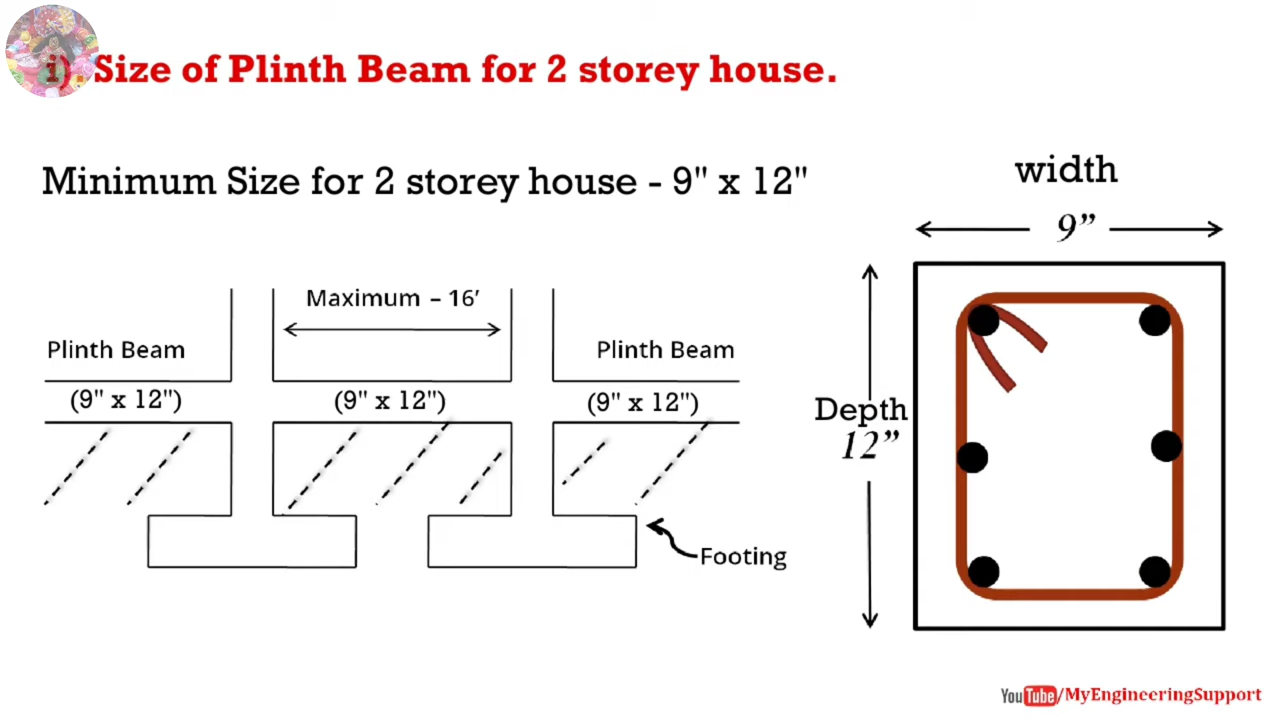 i). Size of Plinth Beam for 2 storey house.
Minimum Size for 2 storey house - 9" x 12"
width
9”
Maximum – 16’
Plinth Beam
Plinth Beam
(9" x 12")
(9" x 12")
(9" x 12")
Depth
12”
Footing
YouTube/MyEngineeringSupport